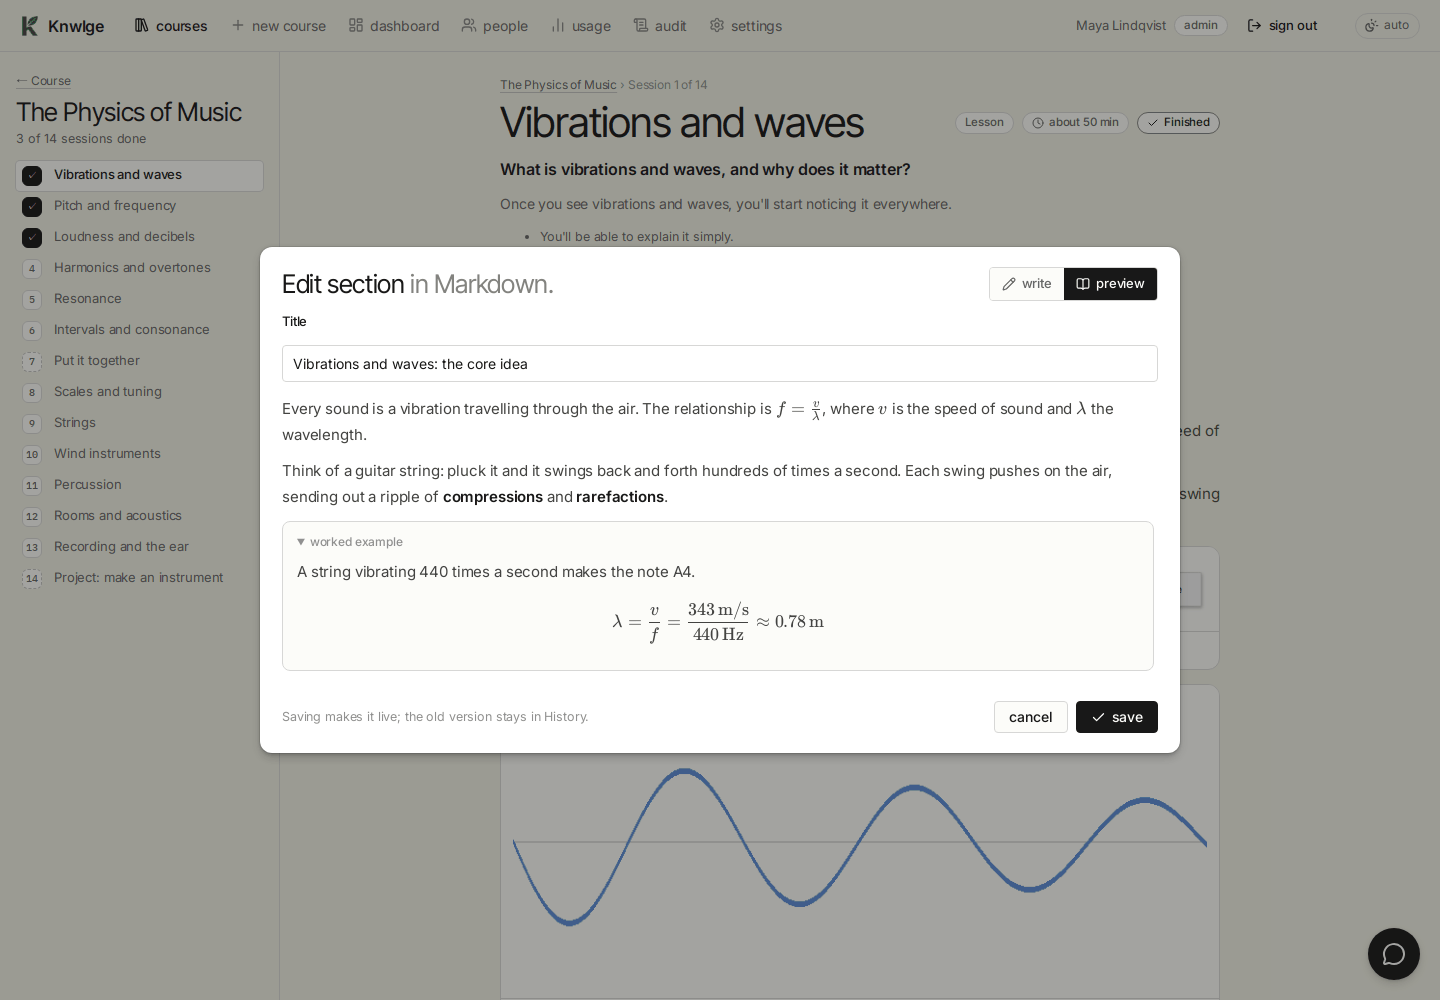 Knwlge
courses
new course
dashboard
people
usage
audit
settings
Maya Lindqvist
admin
sign out
auto
← Course
The Physics of Music
3 of 14 sessions done
✓ Vibrations and waves
✓ Pitch and frequency
✓ Loudness and decibels
4 Harmonics and overtones
5 Resonance
6 Intervals and consonance
7 Put it together
8 Scales and tuning
9 Strings
10 Wind instruments
11 Percussion
12 Rooms and acoustics
13 Recording and the ear
14 Project: make an instrument
The Physics of Music › Session 1 of 14
Vibrations and waves
Lesson
about 50 min
✓ Finished
What is vibrations and waves, and why does it matter?
Once you see vibrations and waves, you'll start noticing it everywhere.
• You'll be able to explain it simply.
Edit section in Markdown.
write
preview
Title
Vibrations and waves: the core idea
Every sound is a vibration travelling through the air. The relationship is f = v/λ, where v is the speed of sound and λ the
wavelength.
Think of a guitar string: pluck it and it swings back and forth hundreds of times a second. Each swing pushes on the air,
sending out a ripple of compressions and rarefactions.
▼ worked example
A string vibrating 440 times a second makes the note A4.
λ = v/f = 343 m/s / 440 Hz ≈ 0.78 m
Saving makes it live; the old version stays in History.
cancel
✓ save
of
swing